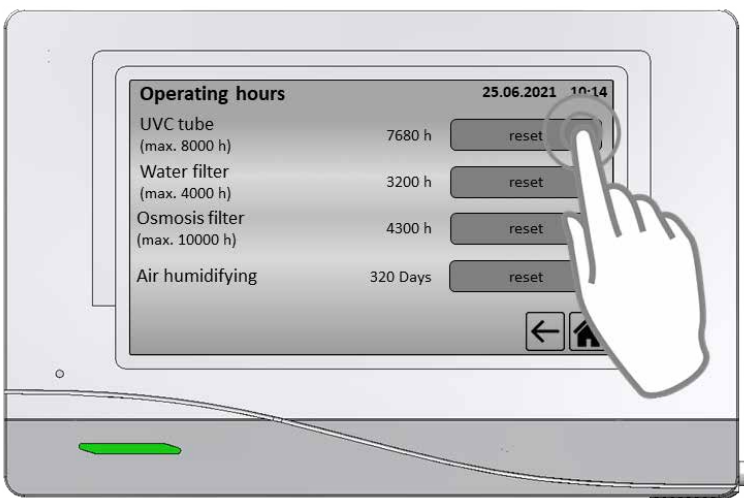 Operating hours 25.06.2021 10:14
UVC tube
(max. 8000 h) 7680 h reset
Water filter
(max. 4000 h) 3200 h reset
Osmosis filter
(max. 10000 h) 4300 h reset
Air humidifying 320 Days reset